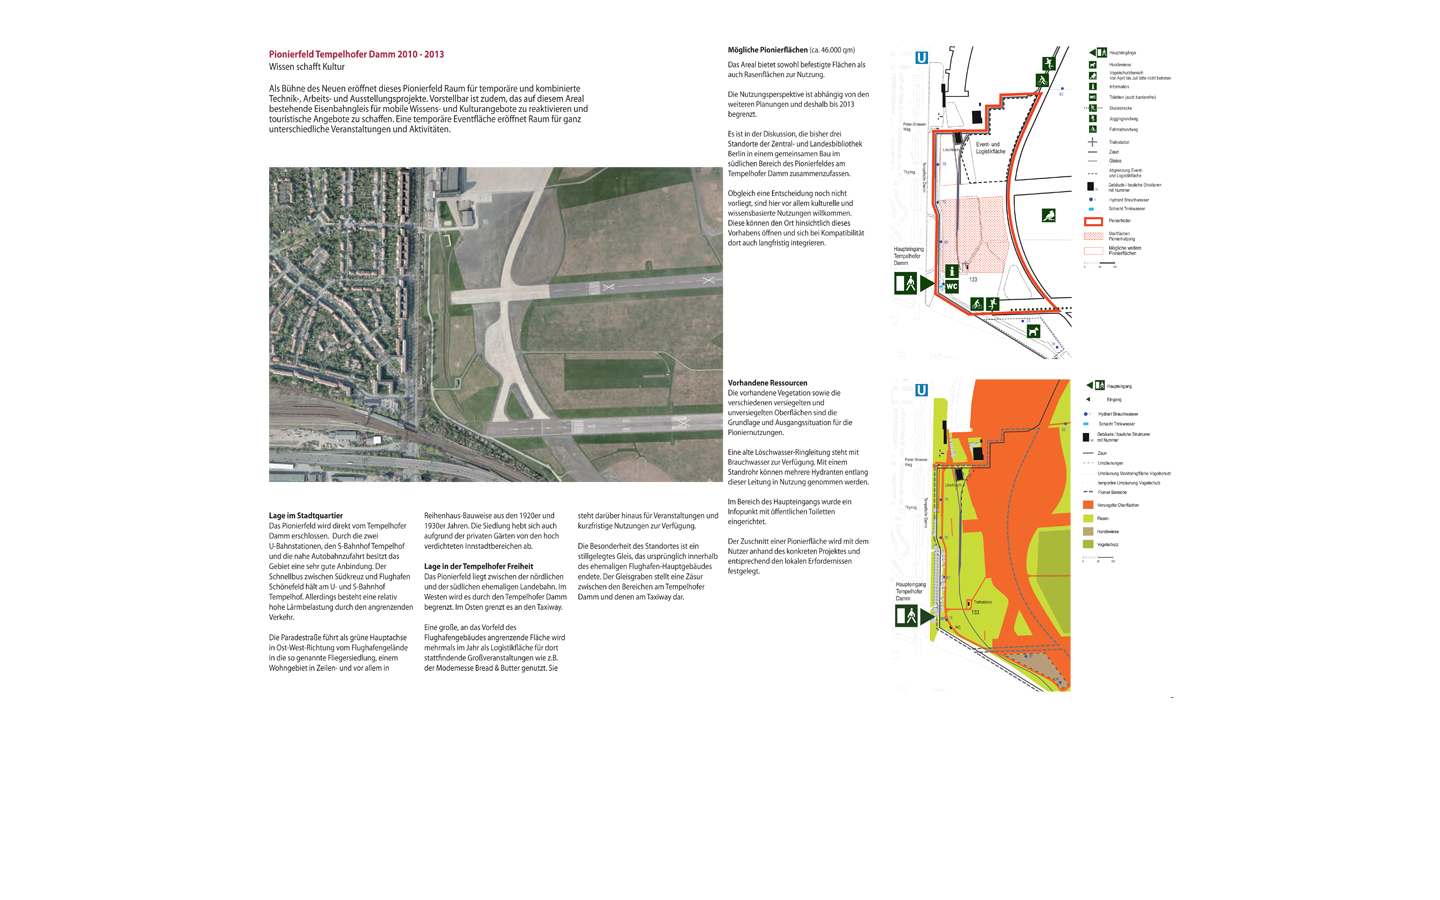 Pionierfeld Tempelhofer Damm 2010 - 2013
Wissen schafft Kultur
Als Bühne des Neuen eröffnet dieses Pionierfeld Raum für temporäre und kombinierte
Technik-, Arbeits- und Ausstellungsprojekte. Vorstellbar ist zudem, das auf diesem Areal
bestehende Eisenbahngleis für mobile Wissens- und Kulturangebote zu reaktivieren und
touristische Angebote zu schaffen. Eine temporäre Eventfläche eröffnet Raum für ganz
unterschiedliche Veranstaltungen und Aktivitäten.
Lage im Stadtquartier
Das Pionierfeld wird direkt vom Tempelhofer
Damm erschlossen. Durch die zwei
U-Bahnstationen, den S-Bahnhof Tempelhof
und die nahe Autobahnzufahrt besitzt das
Gebiet eine sehr gute Anbindung. Der
Schnellbus zwischen Südkreuz und Flughafen
Schönefeld hält am U- und S-Bahnhof
Tempelhof. Allerdings besteht eine relativ
hohe Lärmbelastung durch den angrenzenden
Verkehr.
Die Paradestraße führt als grüne Hauptachse
in Ost-West-Richtung vom Flughafengelände
in die so genannte Fliegersiedlung, einem
Wohngebiet in Zeilen- und vor allem in
Reihenhaus-Bauweise aus den 1920er und
1930er Jahren. Die Siedlung hebt sich auch
aufgrund der privaten Gärten von den hoch
verdichteten Innstadtbereichen ab.
Lage in der Tempelhofer Freiheit
Das Pionierfeld liegt zwischen der nördlichen
und der südlichen ehemaligen Landebahn. Im
Westen wird es durch den Tempelhofer Damm
begrenzt. Im Osten grenzt es an den Taxiway.
Eine große, an das Vorfeld des
Flughafengebäudes angrenzende Fläche wird
mehrmals im Jahr als Logistikfläche für dort
stattfindende Großveranstaltungen wie z.B.
der Modemesse Bread & Butter genutzt. Sie
steht darüber hinaus für Veranstaltungen und
kurzfristige Nutzungen zur Verfügung.
Die Besonderheit des Standortes ist ein
stillgelegtes Gleis, das ursprünglich innerhalb
des ehemaligen Flughafen-Hauptgebäudes
endete. Der Gleisgraben stellt eine Zäsur
zwischen den Bereichen am Tempelhofer
Damm und denen am Taxiway dar.
Mögliche Pionierflächen (ca. 46.000 qm)
Das Areal bietet sowohl befestigte Flächen als
auch Rasenflächen zur Nutzung.
Die Nutzungsperspektive ist abhängig von den
weiteren Planungen und deshalb bis 2013
begrenzt.
Es ist in der Diskussion, die bisher drei
Standorte der Zentral- und Landesbibliothek
Berlin in einem gemeinsamen Bau im
südlichen Bereich des Pionierfeldes am
Tempelhofer Damm zusammenzufassen.
Obgleich eine Entscheidung noch nicht
vorliegt, sind hier vor allem kulturelle und
wissensbasierte Nutzungen willkommen.
Diese können den Ort hinsichtlich dieses
Vorhabens öffnen und sich bei Kompatibilität
dort auch langfristig integrieren.
Vorhandene Ressourcen
Die vorhandene Vegetation sowie die
verschiedenen versiegelten und
unversiegelten Oberflächen sind die
Grundlage und Ausgangssituation für die
Pioniernutzungen.
Eine alte Löschwasser-Ringleitung steht mit
Brauchwasser zur Verfügung. Mit einem
Standrohr können mehrere Hydranten entlang
dieser Leitung in Nutzung genommen werden.
Im Bereich des Haupteingangs wurde ein
Infopunkt mit öffentlichen Toiletten
eingerichtet.
Der Zuschnitt einer Pionierfläche wird mit dem
Nutzer anhand des konkreten Projektes und
entsprechend den lokalen Erfordernissen
festgelegt.
U
Event- und
Logistikfläche
Thyring.
Tempelhofer Damm
Haupteingang
Tempelhofer
Damm
i
WC
133
Haupteingänge
Hundewiese
Vogelschutzbereich
Von April bis Juli bitte nicht betreten
Information
Toiletten (auch barrierefrei)
Skaterstrecke
Joggingrundweg
Fahrradrundweg
Trafostation
Zaun
Gleise
Abgrenzung Event-
und Logistikfläche
Gebäude / bauliche Strukturen
mit Nummer
Hydrant Brauchwasser
Schacht Trinkwasser
Pionierfelder
Startflächen
Pioniernutzung
Mögliche weitere
Pionierflächen
U
Thyring.
Tempelhofer Damm
Haupteingang
Tempelhofer
Damm
Trafostation
133
WC
Haupteingang
Eingang
Hydrant Brauchwasser
Schacht Trinkwasser
Gebäude / bauliche Strukturen
mit Nummer
Zaun
Umzäunungen
Umzäunung Monitoringfläche Vogelschutz
temporäre Umzäunung Vogelschutz
Pionier Bereiche
Versiegelte Oberflächen
Rasen
Hundewiese
Vogelschutz